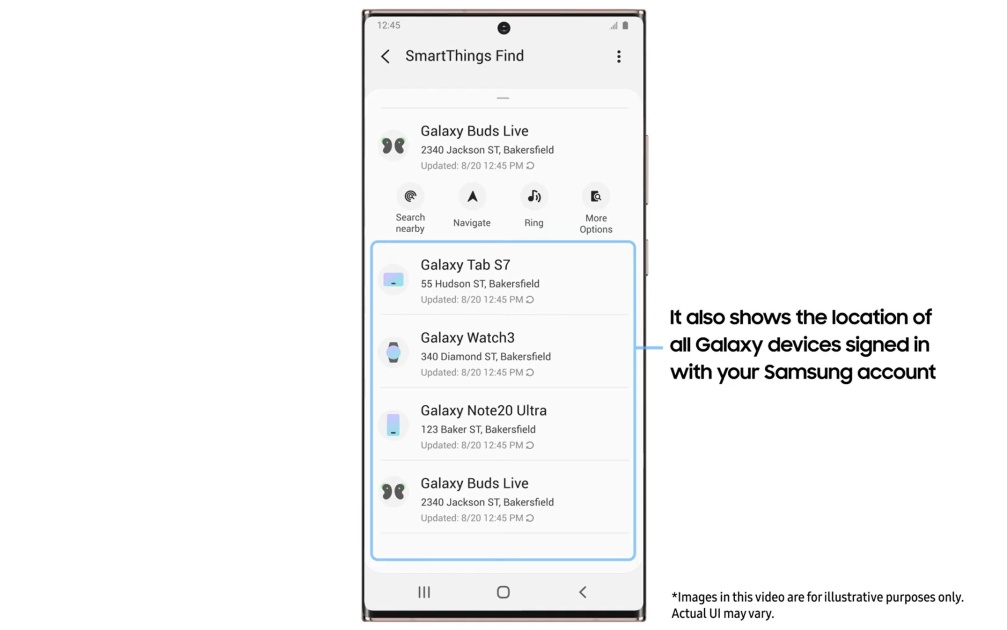 12:45
SmartThings Find
Galaxy Buds Live
2340 Jackson ST, Bakersfield
Updated: 8/20 12:45 PM
Search nearby
Navigate
Ring
More Options
Galaxy Tab S7
55 Hudson ST, Bakersfield
Updated: 8/20 12:45 PM
Galaxy Watch3
340 Diamond ST, Bakersfield
Updated: 8/20 12:45 PM
Galaxy Note20 Ultra
123 Baker ST, Bakersfield
Updated: 8/20 12:45 PM
Galaxy Buds Live
2340 Jackson ST, Bakersfield
Updated: 8/20 12:45 PM
It also shows the location of
all Galaxy devices signed in
with your Samsung account
*Images in this video are for illustrative purposes only.
Actual UI may vary.